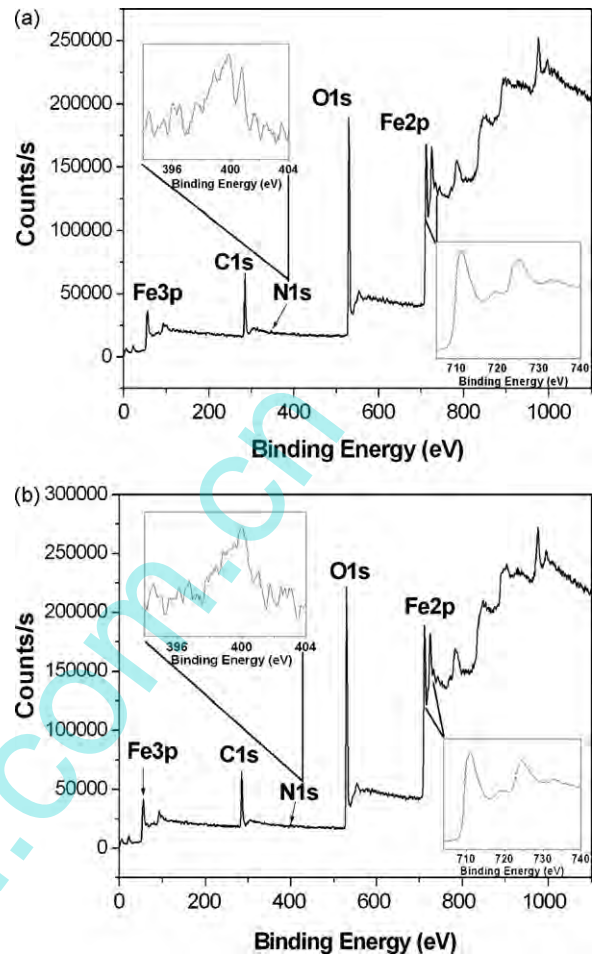 (a)
250000
200000
150000
100000
50000
0
Counts/s
396 400 404
Binding Energy (eV)
O1s
Fe2p
C1s
N1s
Fe3p
710 720 730 740
Binding Energy (eV)
0 200 400 600 800 1000
Binding Energy (eV)
(b)
300000
250000
200000
150000
100000
50000
0
Counts/s
396 400 404
Binding Energy (eV)
O1s
Fe2p
Fe3p
C1s
N1s
710 720 730 740
Binding Energy (eV)
0 200 400 600 800 1000
Binding Energy (eV)
.com.cn